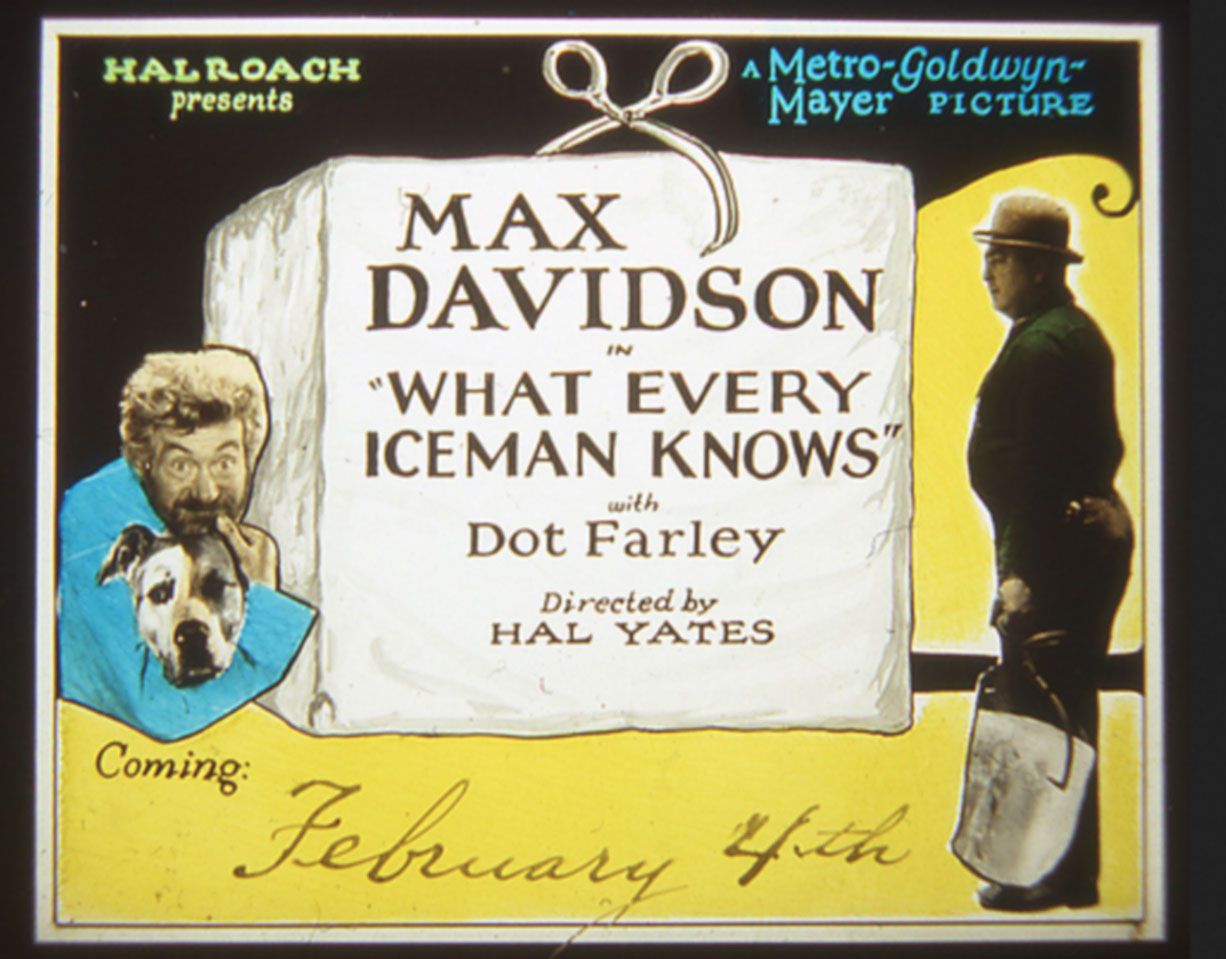 HAL ROACH
presents
A Metro-Goldwyn-
Mayer PICTURE
MAX
DAVIDSON
IN
"WHAT EVERY
ICEMAN KNOWS"
with
Dot Farley
Directed by
HAL YATES
Coming:
February 4th